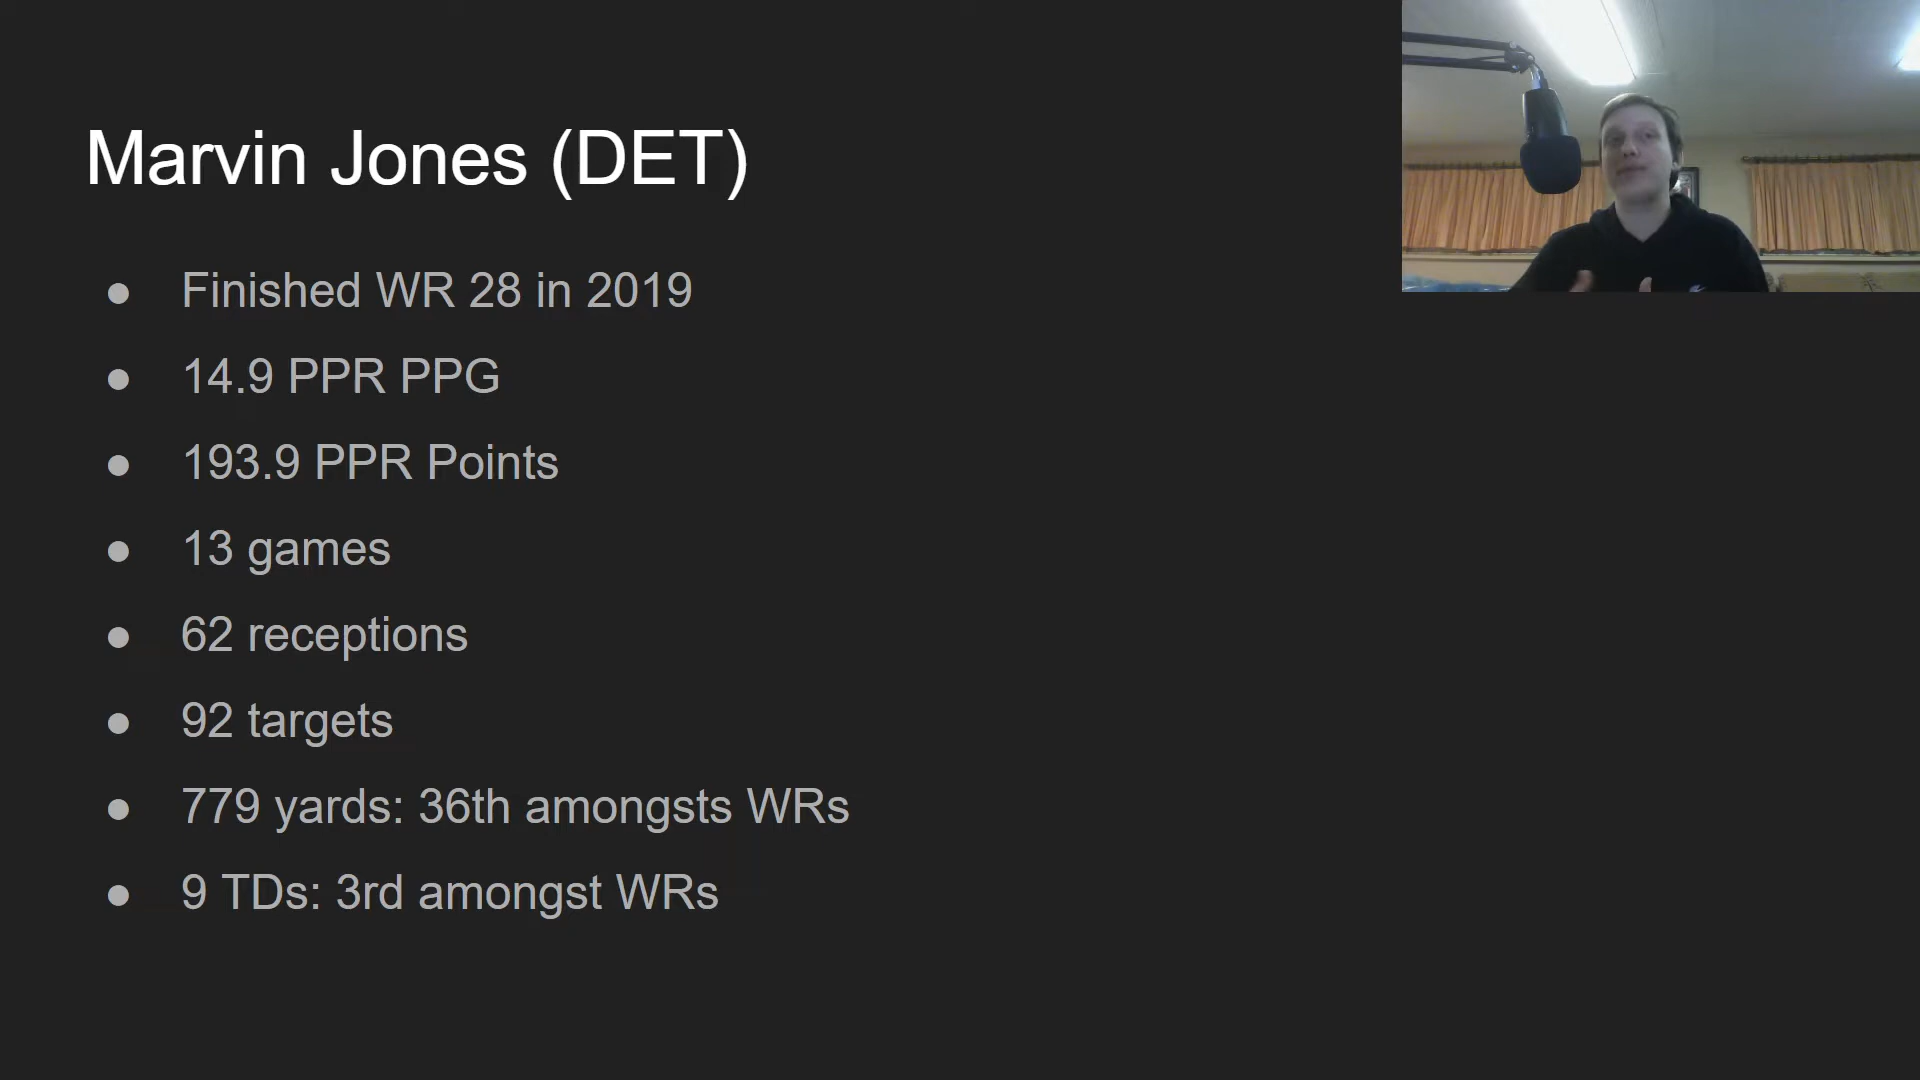 Marvin Jones (DET)
● Finished WR 28 in 2019
● 14.9 PPR PPG
● 193.9 PPR Points
● 13 games
● 62 receptions
● 92 targets
● 779 yards: 36th amongsts WRs
● 9 TDs: 3rd amongst WRs